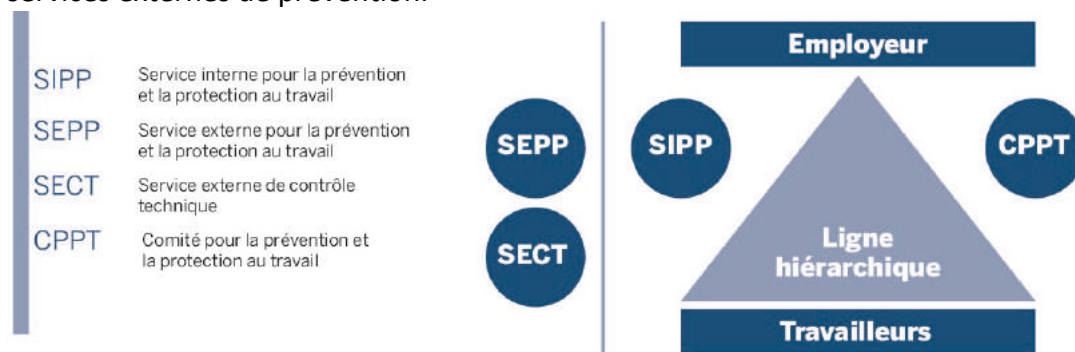 services externes de prévention.
SIPP
Service interne pour la prévention
et la protection au travail
SEPP
Service externe pour la prévention
et la protection au travail
SECT
Service externe de contrôle
technique
CPPT
Comité pour la prévention et
la protection au travail
SEPP
SECT
Employeur
SIPP
CPPT
Ligne
hiérarchique
Travailleurs